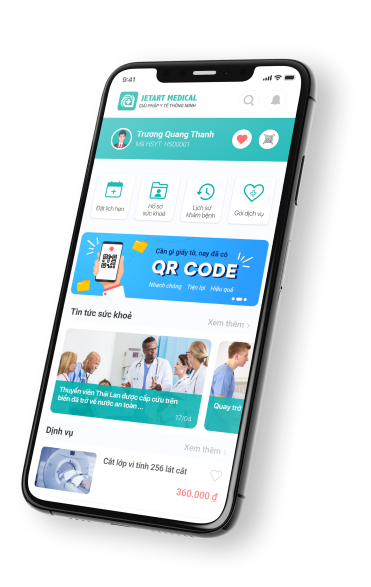 9:41
JETART MEDICAL
GIẢI PHÁP Y TẾ THÔNG MINH
Trương Quang Thanh
Mã HSYT: HS00001
Đặt lịch hẹn
Hồ sơ
sức khoẻ
Lịch sử
khám bệnh
Gói dịch vụ
Cần gì giấy tờ, nay đã có
QR CODE
Nhanh chóng Tiện lợi Hiệu quả
Tin tức sức khoẻ
Xem thêm
Thuyền viên Thái Lan được cấp cứu trên
biển đã trở về nước an toàn ...
17/04
Quay trở
Dịnh vụ
Xem thêm
Cắt lớp vi tính 256 lát cắt
360.000 đ